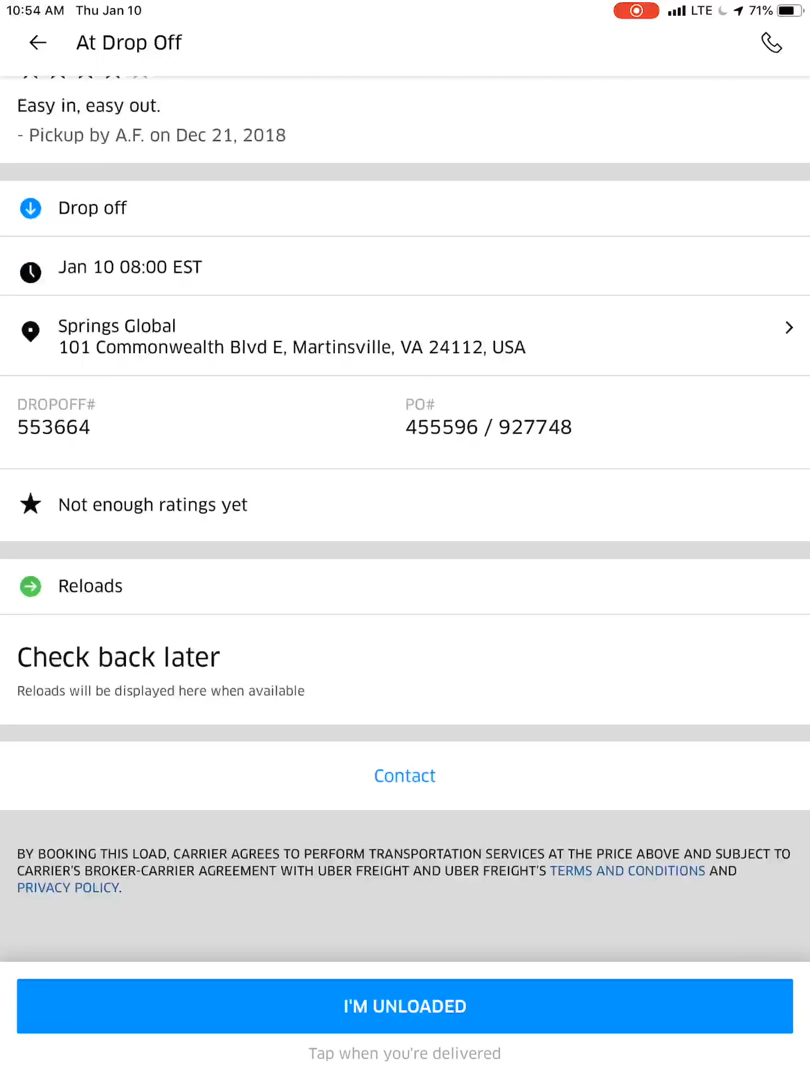 10:54 AM Thu Jan 10
LTE 71%
At Drop Off
Easy in, easy out.
- Pickup by A.F. on Dec 21, 2018
Drop off
Jan 10 08:00 EST
Springs Global
101 Commonwealth Blvd E, Martinsville, VA 24112, USA
DROPOFF# PO#
553664 455596 / 927748
Not enough ratings yet
Reloads
Check back later
Reloads will be displayed here when available
Contact
BY BOOKING THIS LOAD, CARRIER AGREES TO PERFORM TRANSPORTATION SERVICES AT THE PRICE ABOVE AND SUBJECT TO
CARRIER'S BROKER-CARRIER AGREEMENT WITH UBER FREIGHT AND UBER FREIGHT'S TERMS AND CONDITIONS AND
PRIVACY POLICY.
I'M UNLOADED
Tap when you're delivered